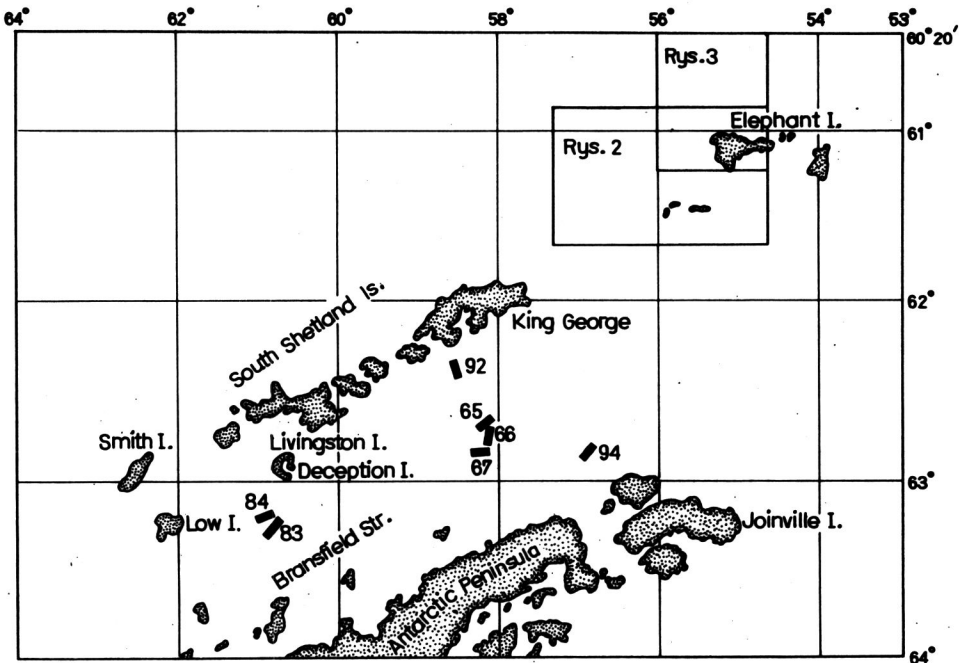 64° 62° 60° 58° 56° 54° 63°
60° 20'
Rys.3
Elephant I.
61°
Rys. 2
62°
South Shetland Is.
King George
92
65
66
67
94
Smith I.
Livingston I.
Deception I.
63°
84
83
Low I.
Bransfield Str.
Joinville I.
Antarctic Peninsula
64°